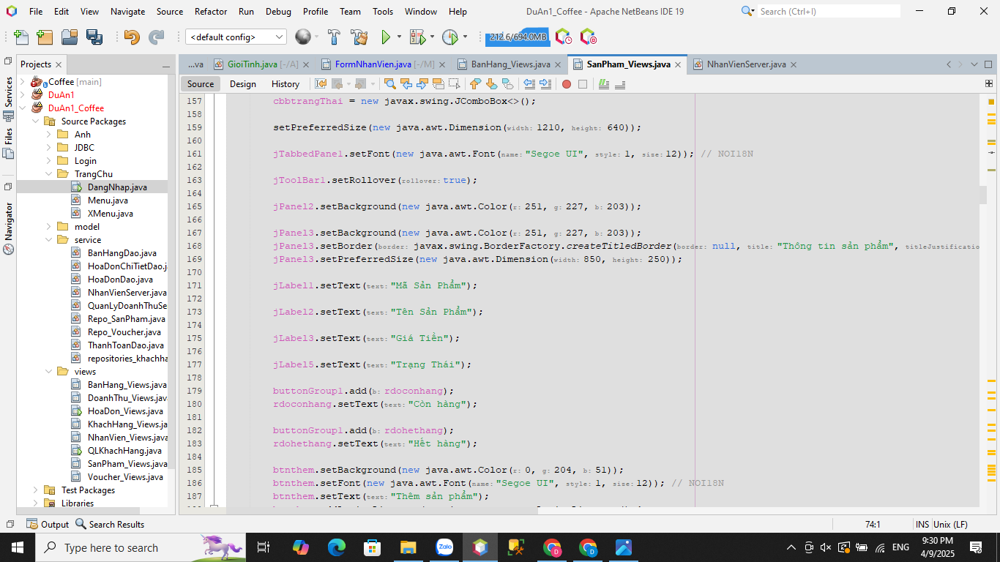 File Edit View Navigate Source Refactor Run Debug Profile Team Tools Window Help DuAn1_Coffee - Apache NetBeans IDE 19 Search (Ctrl+I)
<default config> 212.6/694.0MB
Projects ...va GioiTinh.java [-/A] FormNhanVien.java [-/M] BanHang_Views.java SanPham_Views.java NhanVienServer.java
Source Design History
Services
Files
Navigator
Coffee [main]
DuAn1
DuAn1_Coffee
Source Packages
Anh
JDBC
Login
TrangChu
DangNhap.java
Menu.java
XMenu.java
model
service
BanHangDao.java
HoaDonChiTietDao.j
HoaDonDao.java
NhanVienServer.java
QuanLyDoanhThuSe
Repo_SanPham.java
Repo_Voucher.java
ThanhToanDao.java
repositories_khachha
views
BanHang_Views.java
DoanhThu_Views.java
HoaDon_Views.java
KhachHang_Views.ja
NhanVien_Views.java
QLKhachHang.java
SanPham_Views.java
Voucher_Views.java
Test Packages
Libraries
157 cbbtrangThai = new javax.swing.JComboBox<>();
158
159 setPreferredSize(new java.awt.Dimension(width: 1210, height: 640));
160
161 jTabbedPane1.setFont(new java.awt.Font(name: "Segoe UI", style: 1, size: 12)); // NOI18N
162
163 jToolBar1.setRollover(rollover: true);
164
165 jPanel2.setBackground(new java.awt.Color(r: 251, g: 227, b: 203));
166
167 jPanel3.setBackground(new java.awt.Color(r: 251, g: 227, b: 203));
168 jPanel3.setBorder(border: javax.swing.BorderFactory.createTitledBorder(border: null, title: "Thông tin sản phẩm", titleJustificatio
169 jPanel3.setPreferredSize(new java.awt.Dimension(width: 850, height: 250));
170
171 jLabel1.setText(text: "Mã Sản Phẩm");
172
173 jLabel2.setText(text: "Tên Sản Phẩm");
174
175 jLabel3.setText(text: "Giá Tiền");
176
177 jLabel5.setText(text: "Trạng Thái");
178
179 buttonGroup1.add(b: rdoconhang);
180 rdoconhang.setText(text: "Còn hàng");
181
182 buttonGroup1.add(b: rdohethang);
183 rdohethang.setText(text: "Hết hàng");
184
185 btnthem.setBackground(new java.awt.Color(r: 0, g: 204, b: 51));
186 btnthem.setFont(new java.awt.Font(name: "Segoe UI", style: 1, size: 12)); // NOI18N
187 btnthem.setText(text: "Thêm sản phẩm");
Output Search Results 74:1 INS Unix (LF)
Type here to search Zalo D D ENG 9:30 PM
4/9/2025